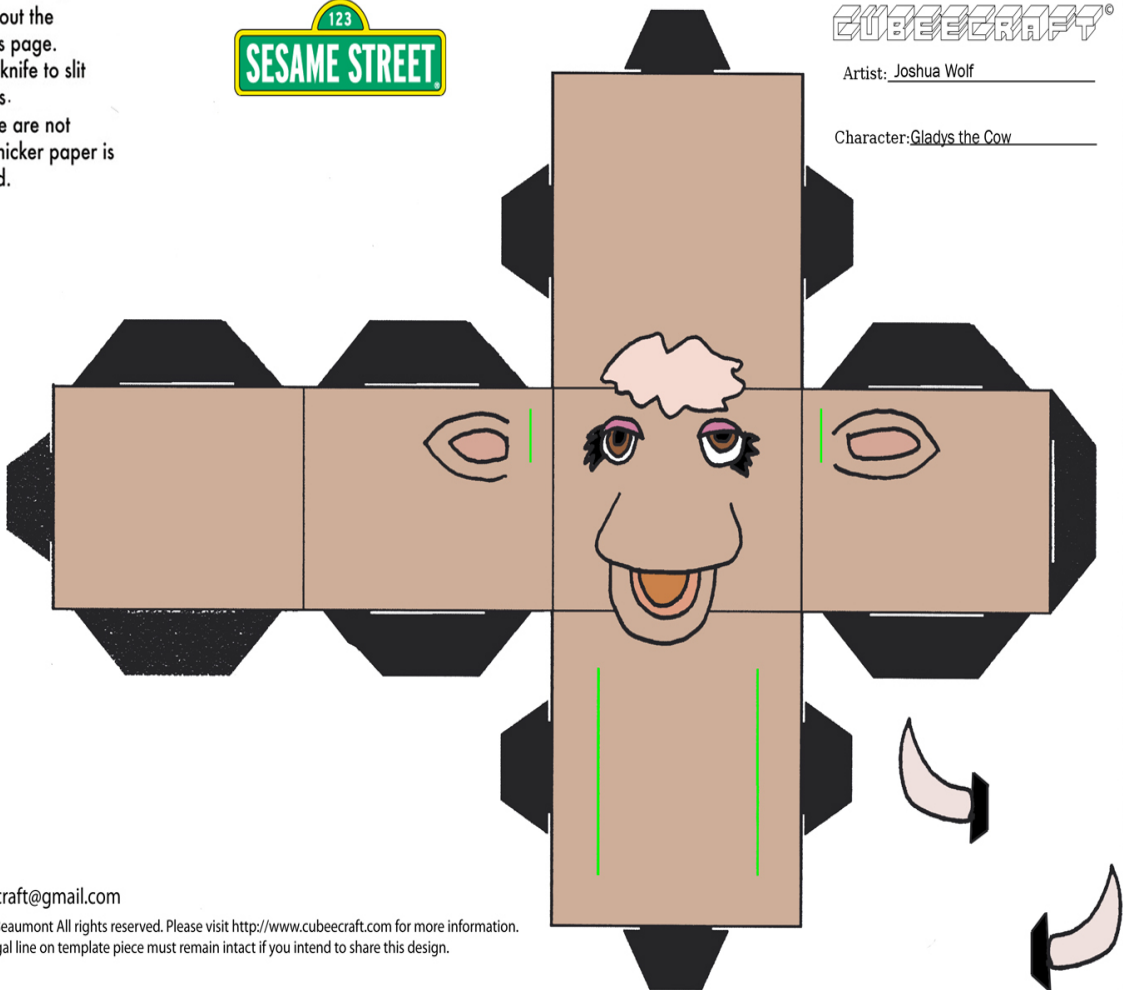 out the
s page.
knife to slit
s.
e are not
hicker paper is
d.
123
SESAME STREET
CUBEECRAFT©
Artist: Joshua Wolf
Character: Gladys the Cow
craft@gmail.com
Beaumont All rights reserved. Please visit http://www.cubeecraft.com for more information.
gal line on template piece must remain intact if you intend to share this design.